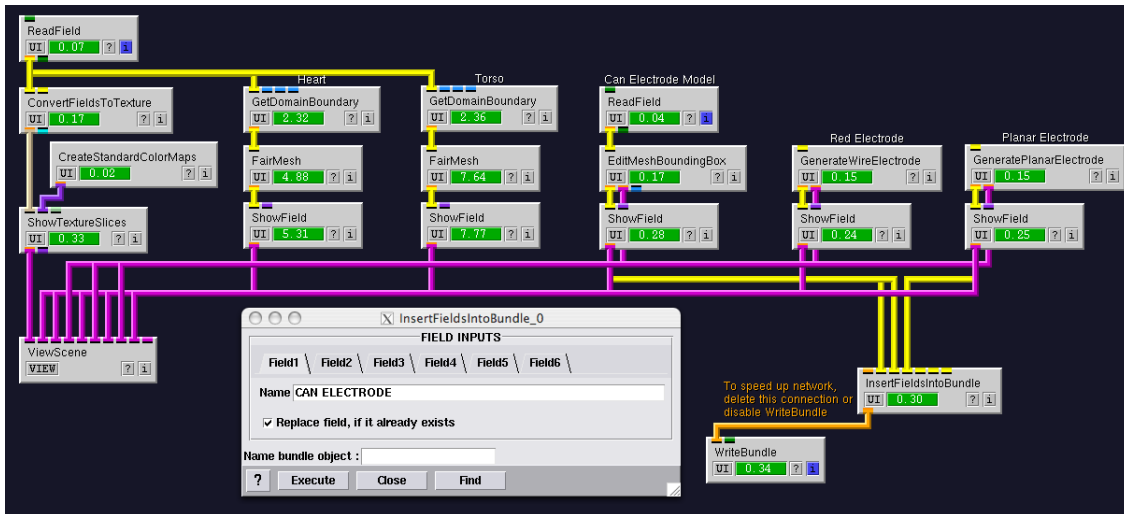 ReadField
UI 0.07 ? i
Heart
Torso
Can Electrode Model
ConvertFieldsToTexture
UI 0.17 ? i
GetDomainBoundary
UI 2.32 ? i
GetDomainBoundary
UI 2.36 ? i
ReadField
UI 0.04 ? i
Red Electrode
Planar Electrode
CreateStandardColorMaps
UI 0.02 ? i
FairMesh
UI 4.88 ? i
FairMesh
UI 7.64 ? i
EditMeshBoundingBox
UI 0.17 ? i
GenerateWireElectrode
UI 0.15 ? i
GeneratePlanarElectrode
UI 0.15 ? i
ShowTextureSlices
UI 0.33 ? i
ShowField
UI 5.31 ? i
ShowField
UI 7.77 ? i
ShowField
UI 0.28 ? i
ShowField
UI 0.24 ? i
ShowField
UI 0.25 ? i
ViewScene
VIEW ? i
X InsertFieldsIntoBundle_0
FIELD INPUTS
Field1 \ Field2 \ Field3 \ Field4 \ Field5 \ Field6 \
Name CAN ELECTRODE
Replace field, if it already exists
Name bundle object :
? Execute Close Find
To speed up network,
delete this connection or
disable WriteBundle
InsertFieldsIntoBundle
UI 0.30 ? i
WriteBundle
UI 0.34 ? i